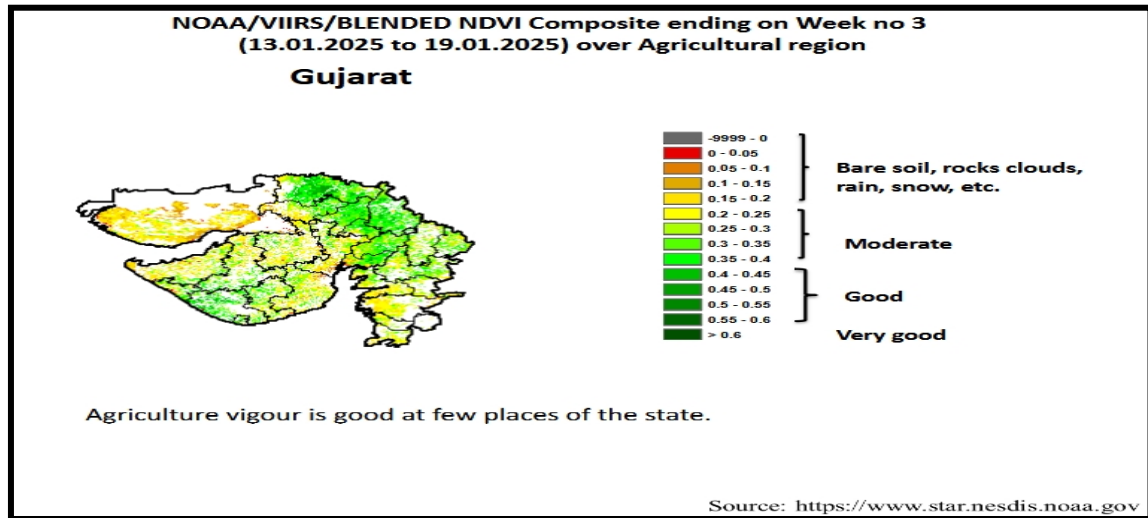 NOAA/VIIRS/BLENDED NDVI Composite ending on Week no 3
(13.01.2025 to 19.01.2025) over Agricultural region
Gujarat
-9999 - 0
0 - 0.05
0.05 - 0.1
0.1 - 0.15
0.15 - 0.2
0.2 - 0.25
0.25 - 0.3
0.3 - 0.35
0.35 - 0.4
0.4 - 0.45
0.45 - 0.5
0.5 - 0.55
0.55 - 0.6
> 0.6
Bare soil, rocks clouds,
rain, snow, etc.
Moderate
Good
Very good
Agriculture vigour is good at few places of the state.
Source: https://www.star.nesdis.noaa.gov